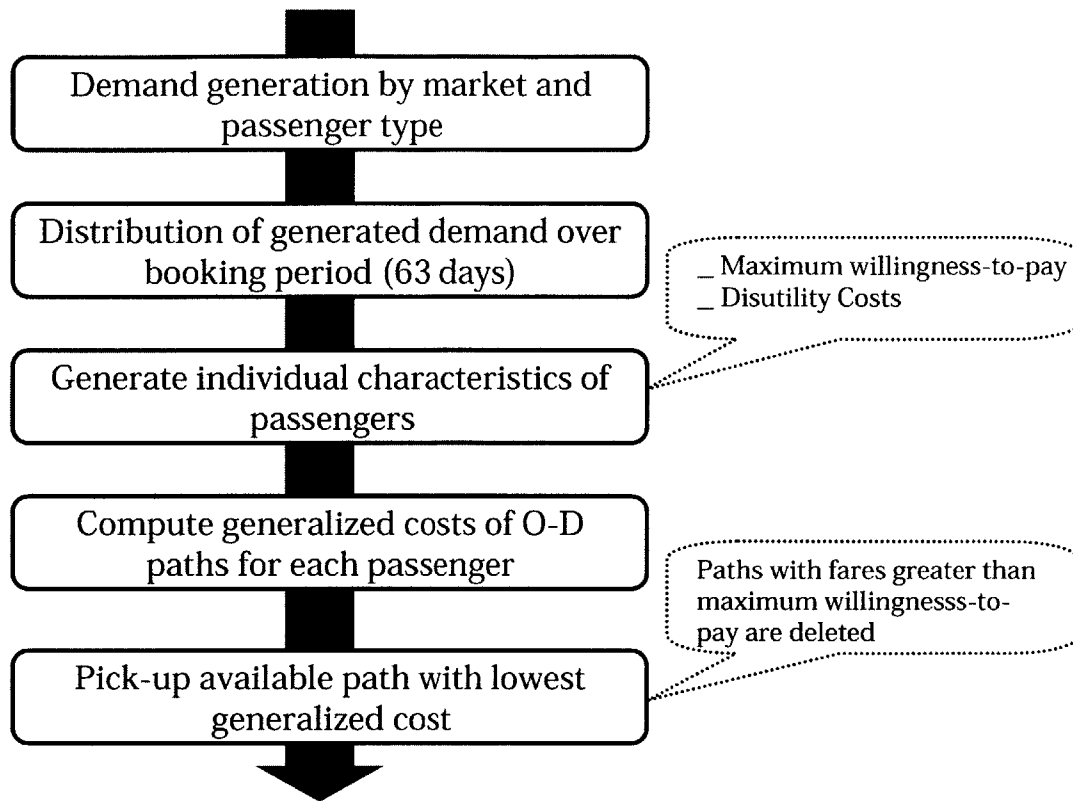 Demand generation by market and
passenger type
Distribution of generated demand over
booking period (63 days)
_ Maximum willingness-to-pay
_ Disutility Costs
Generate individual characteristics of
passengers
Compute generalized costs of O-D
paths for each passenger
Paths with fares greater than
maximum willingnesss-to-
pay are deleted
Pick-up available path with lowest
generalized cost